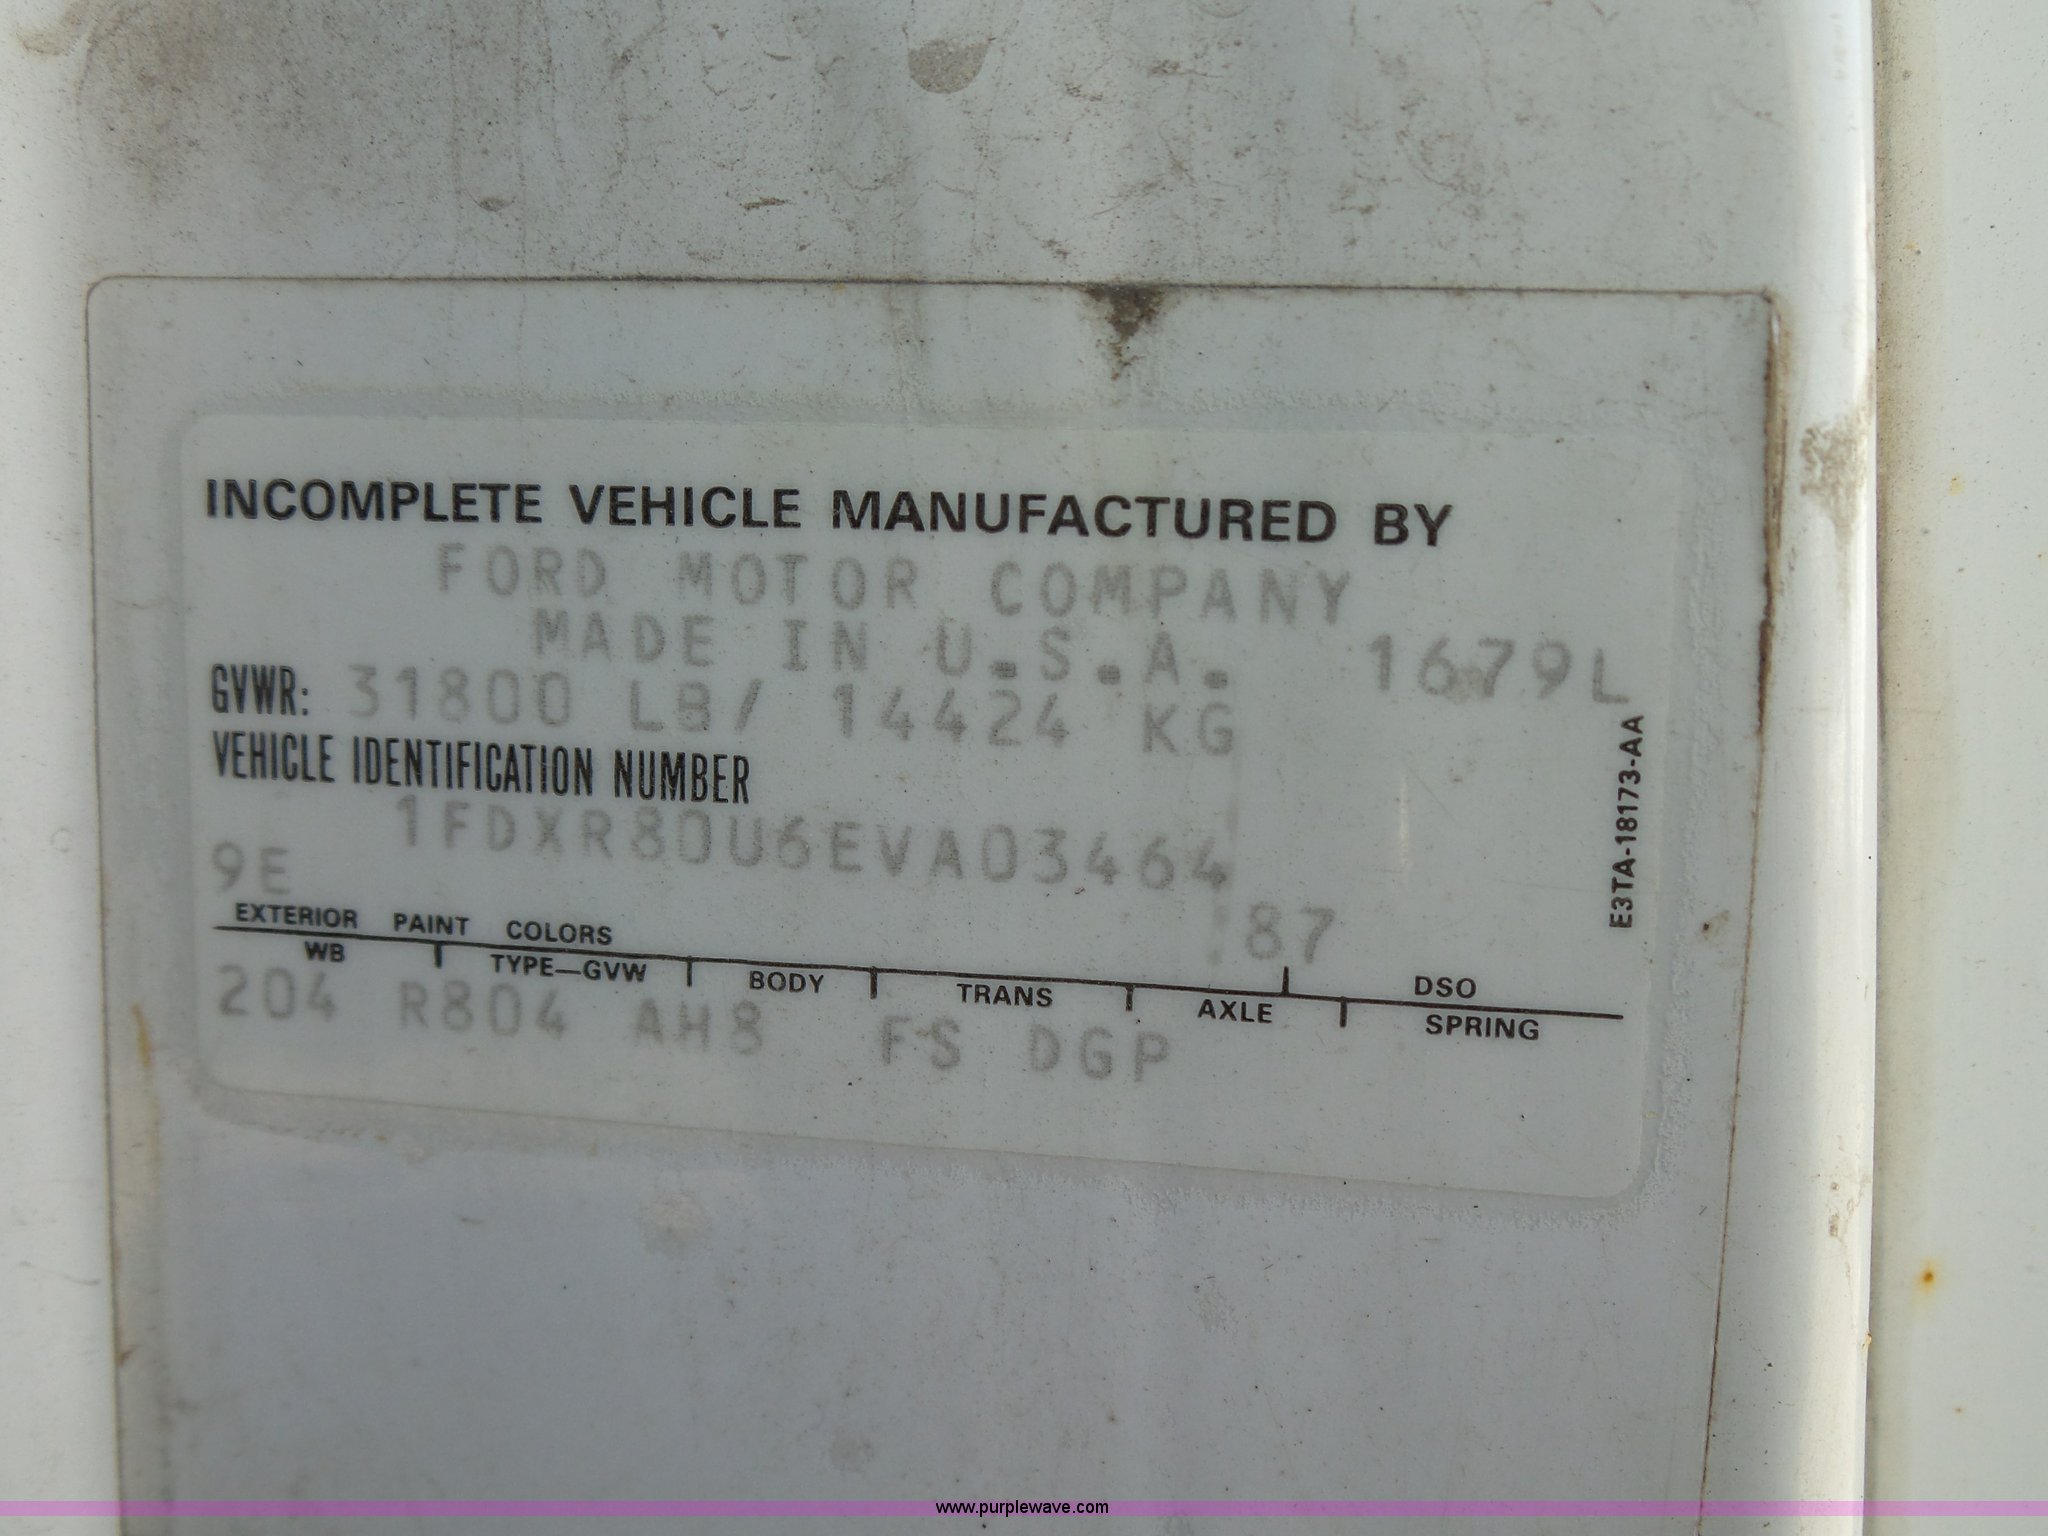 INCOMPLETE VEHICLE MANUFACTURED BY
FORD MOTOR COMPANY
MADE IN U.S.A. 1679L
GVWR: 31800 LB/ 14424 KG
VEHICLE IDENTIFICATION NUMBER
1FDXR80U6EVA03464
9E
87
EXTERIOR PAINT COLORS DSO
WB TYPE—GVW BODY TRANS AXLE SPRING
204 R804 AH8 FS DGP
E3TA-18173-AA
www.purplewave.com